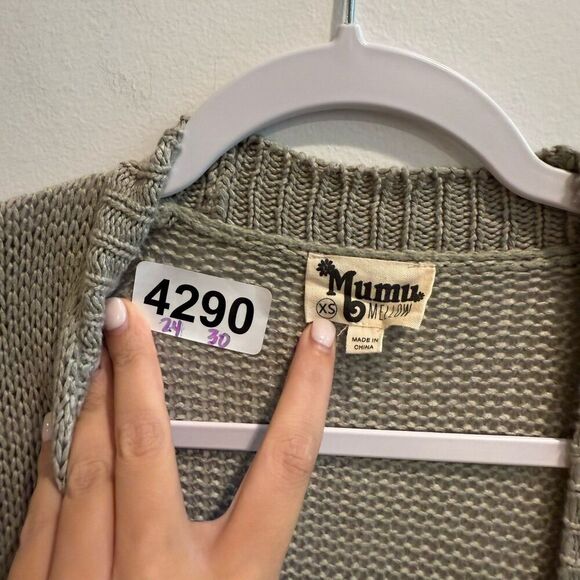 4290
24 30
Mumu
XS MELLOW
MADE IN
CHINA